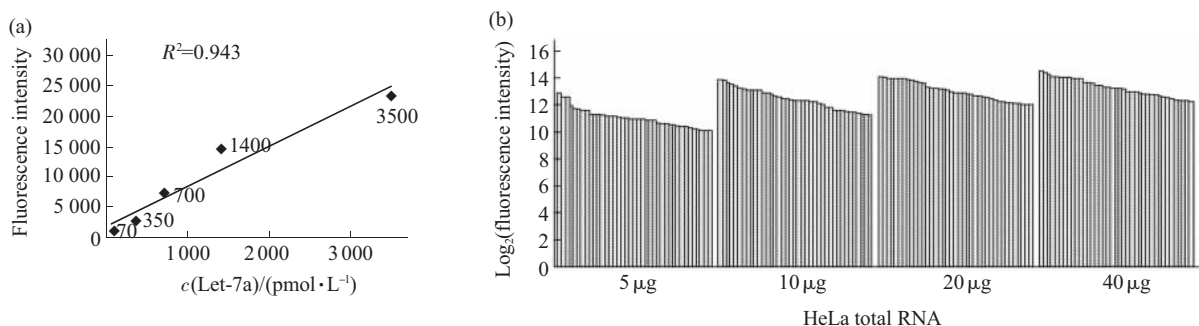 (a)
R²=0.943
Fluorescence intensity
30 000
25 000
20 000
15 000
10 000
5 000
0
70
350
700
1400
3500
1 000
2 000
3 000
c(Let-7a)/(pmol·L⁻¹)
(b)
Log₂(fluorescence intensity)
16
14
12
10
8
6
4
2
0
5 μg
10 μg
20 μg
40 μg
HeLa total RNA